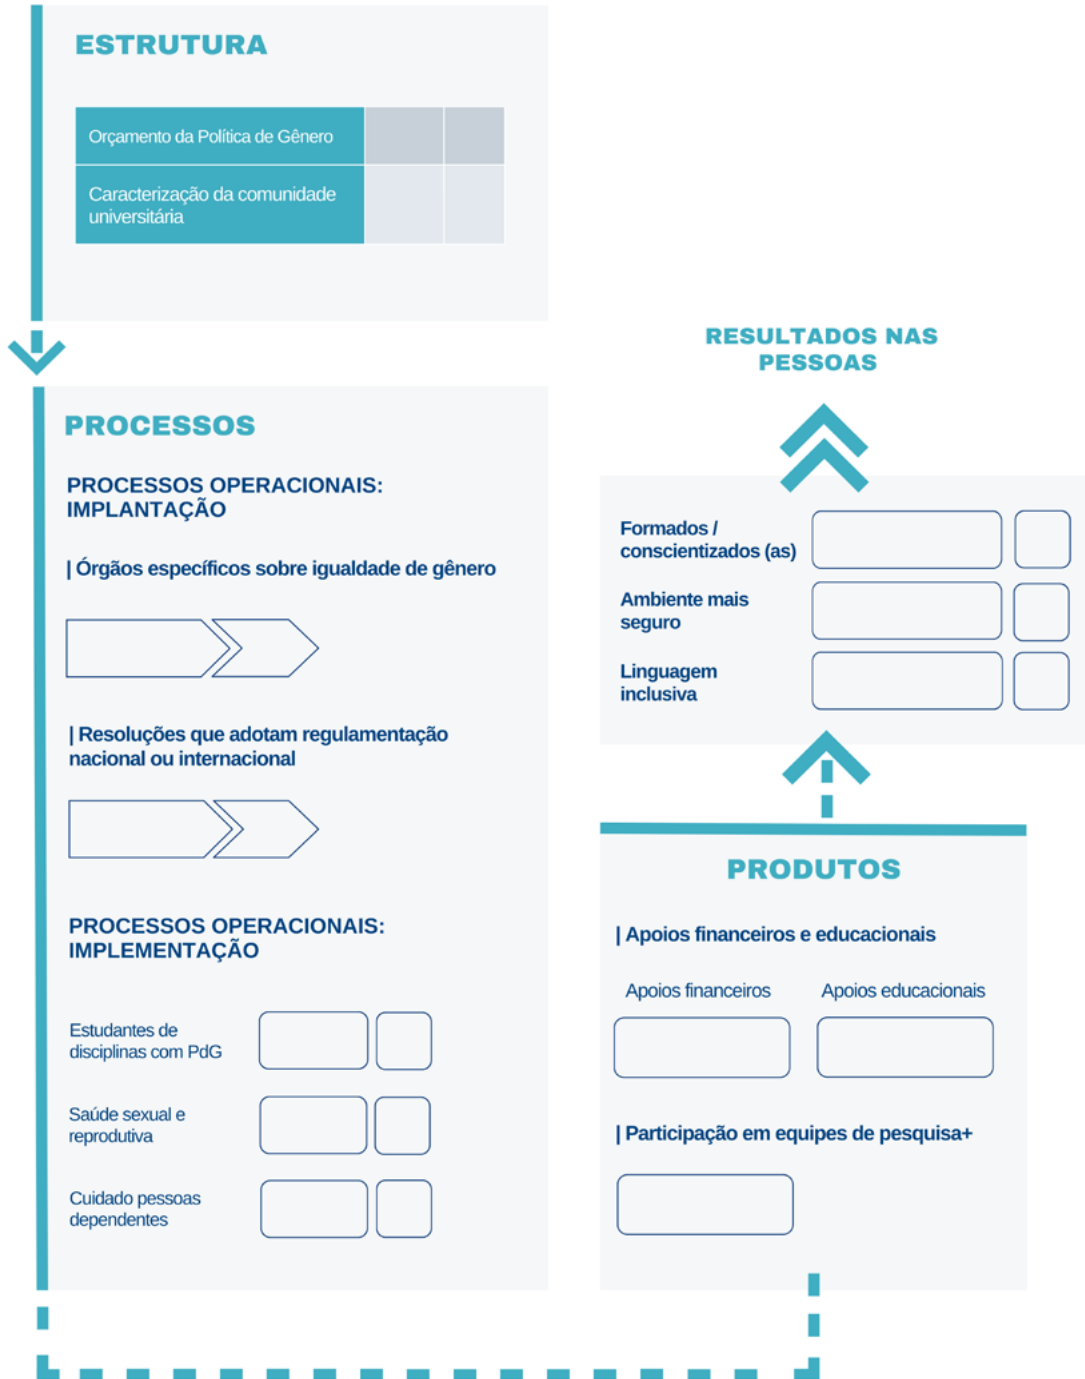 ESTRUTURA
Orçamento da Política de Gênero
Caracterização da comunidade
universitária
PROCESSOS
PROCESSOS OPERACIONAIS:
IMPLANTAÇÃO
| Órgãos específicos sobre igualdade de gênero
| Resoluções que adotam regulamentação
nacional ou internacional
PROCESSOS OPERACIONAIS:
IMPLEMENTAÇÃO
Estudantes de
disciplinas com PdG
Saúde sexual e
reprodutiva
Cuidado pessoas
dependentes
RESULTADOS NAS
PESSOAS
Formados /
conscientizados (as)
Ambiente mais
seguro
Linguagem
inclusiva
PRODUTOS
| Apoios financeiros e educacionais
Apoios financeiros
Apoios educacionais
| Participação em equipes de pesquisa+